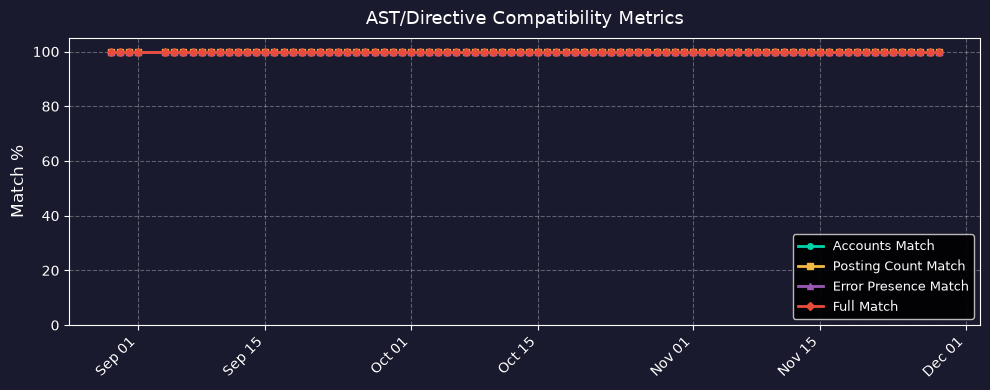 AST/Directive Compatibility Metrics
Match %
100
80
60
40
20
0
Accounts Match
Posting Count Match
Error Presence Match
Full Match
Sep 01
Sep 15
Oct 01
Oct 15
Nov 01
Nov 15
Dec 01